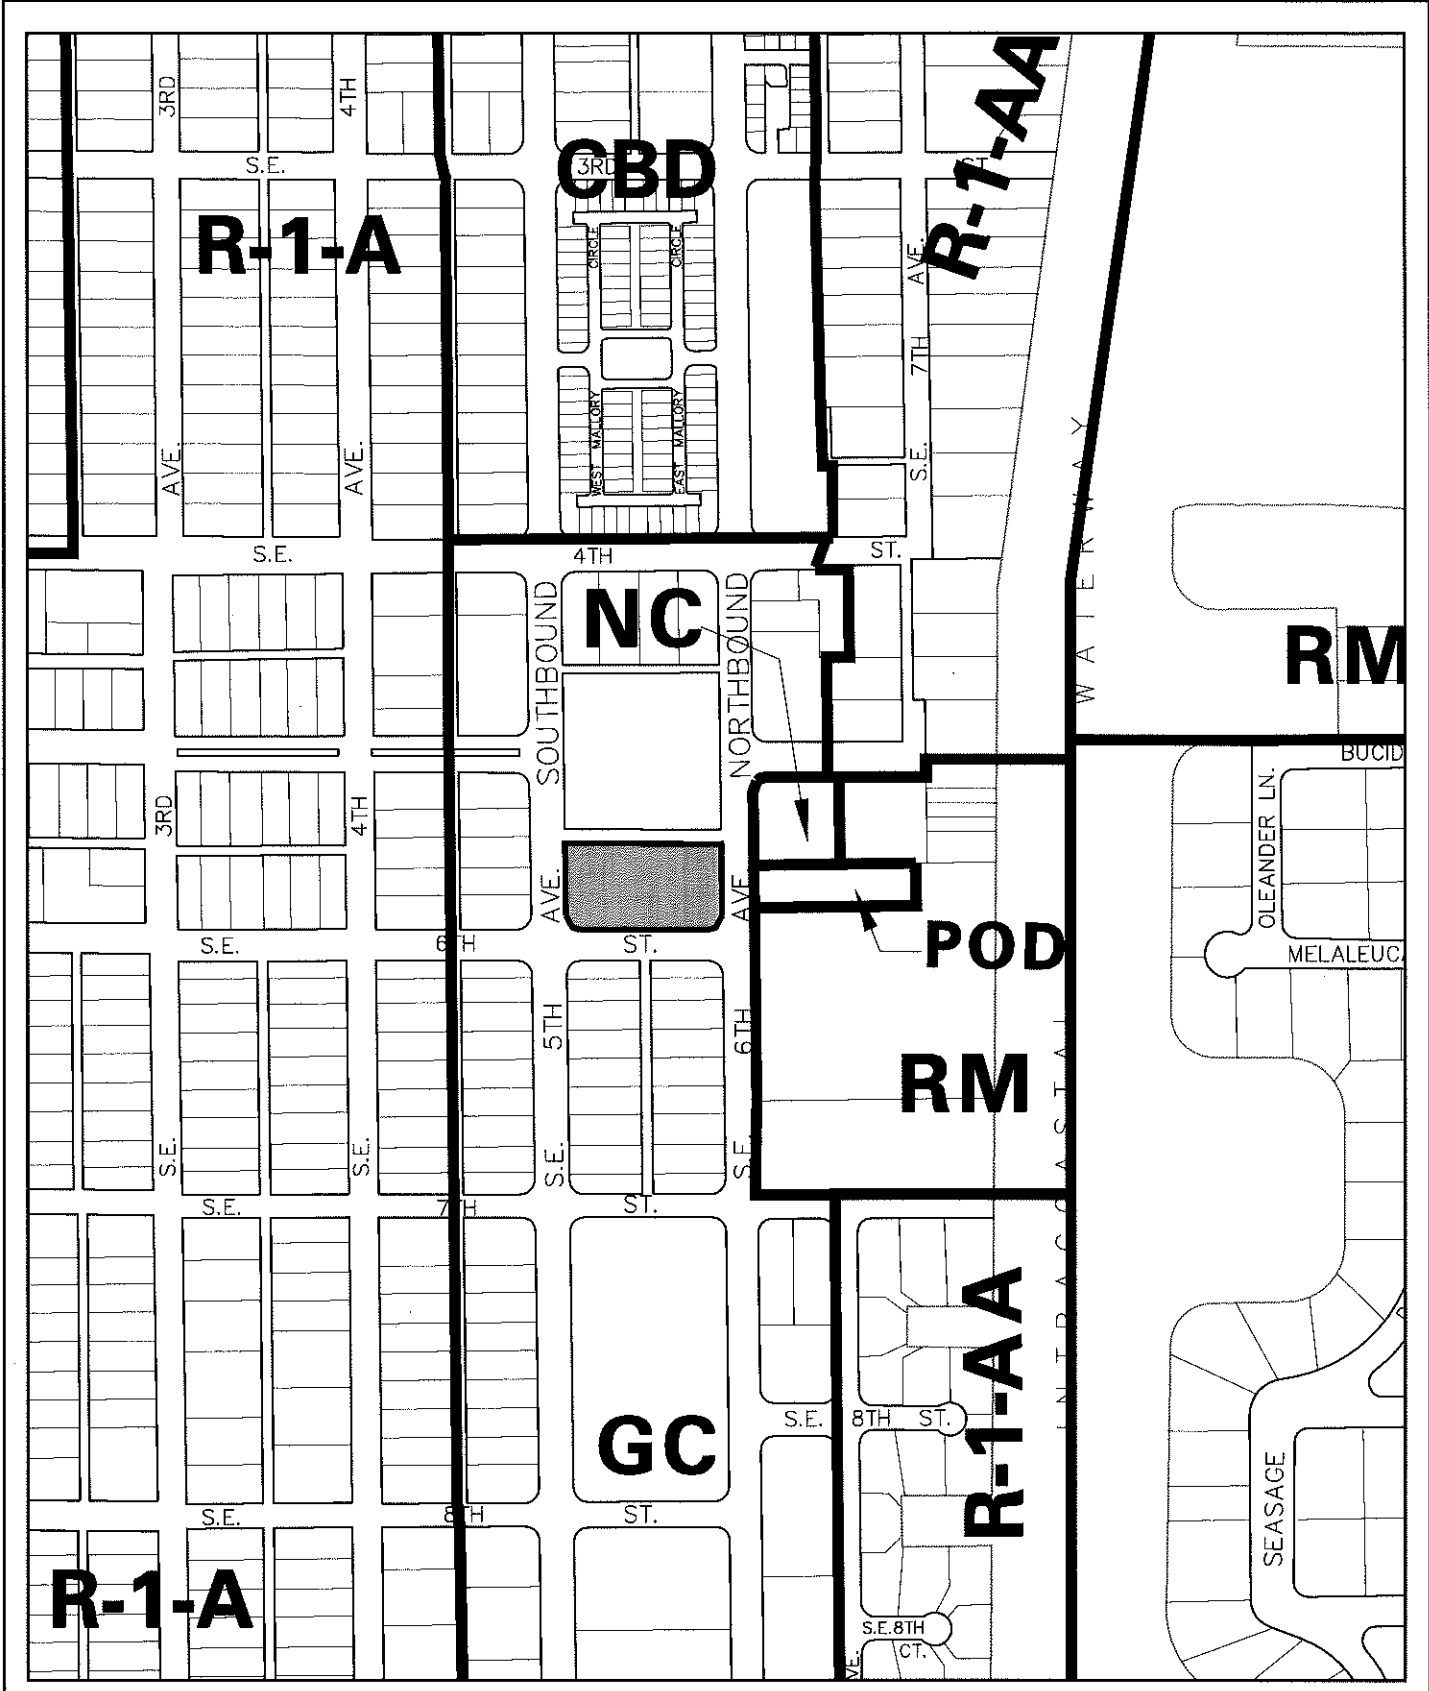 3RD
4TH
R-1-AA
S.E.
3RD
ST.
CBD
R-1-A
CIRCLE
CIRCLE
AVE.
7TH
S.E.
AVE.
AVE.
WEST MALLORY
EAST MALLORY
WATERWAY
S.E.
4TH
ST.
NC
SOUTHBOUND
NORTHBOUND
RM
BUCID
OLEANDER LN.
3RD
4TH
AVE.
AVE.
S.E.
6TH
ST.
POD
MELALEUCA
5TH
6TH
RM
S.E.
S.E.
S.E.
S.E.
INTRACOASTAL
S.E.
7TH
ST.
R-1-AA
GC
S.E.
8TH
ST.
SEASAGE
S.E.
8TH
ST.
R-1-A
S.E.8TH
CT.
VE.